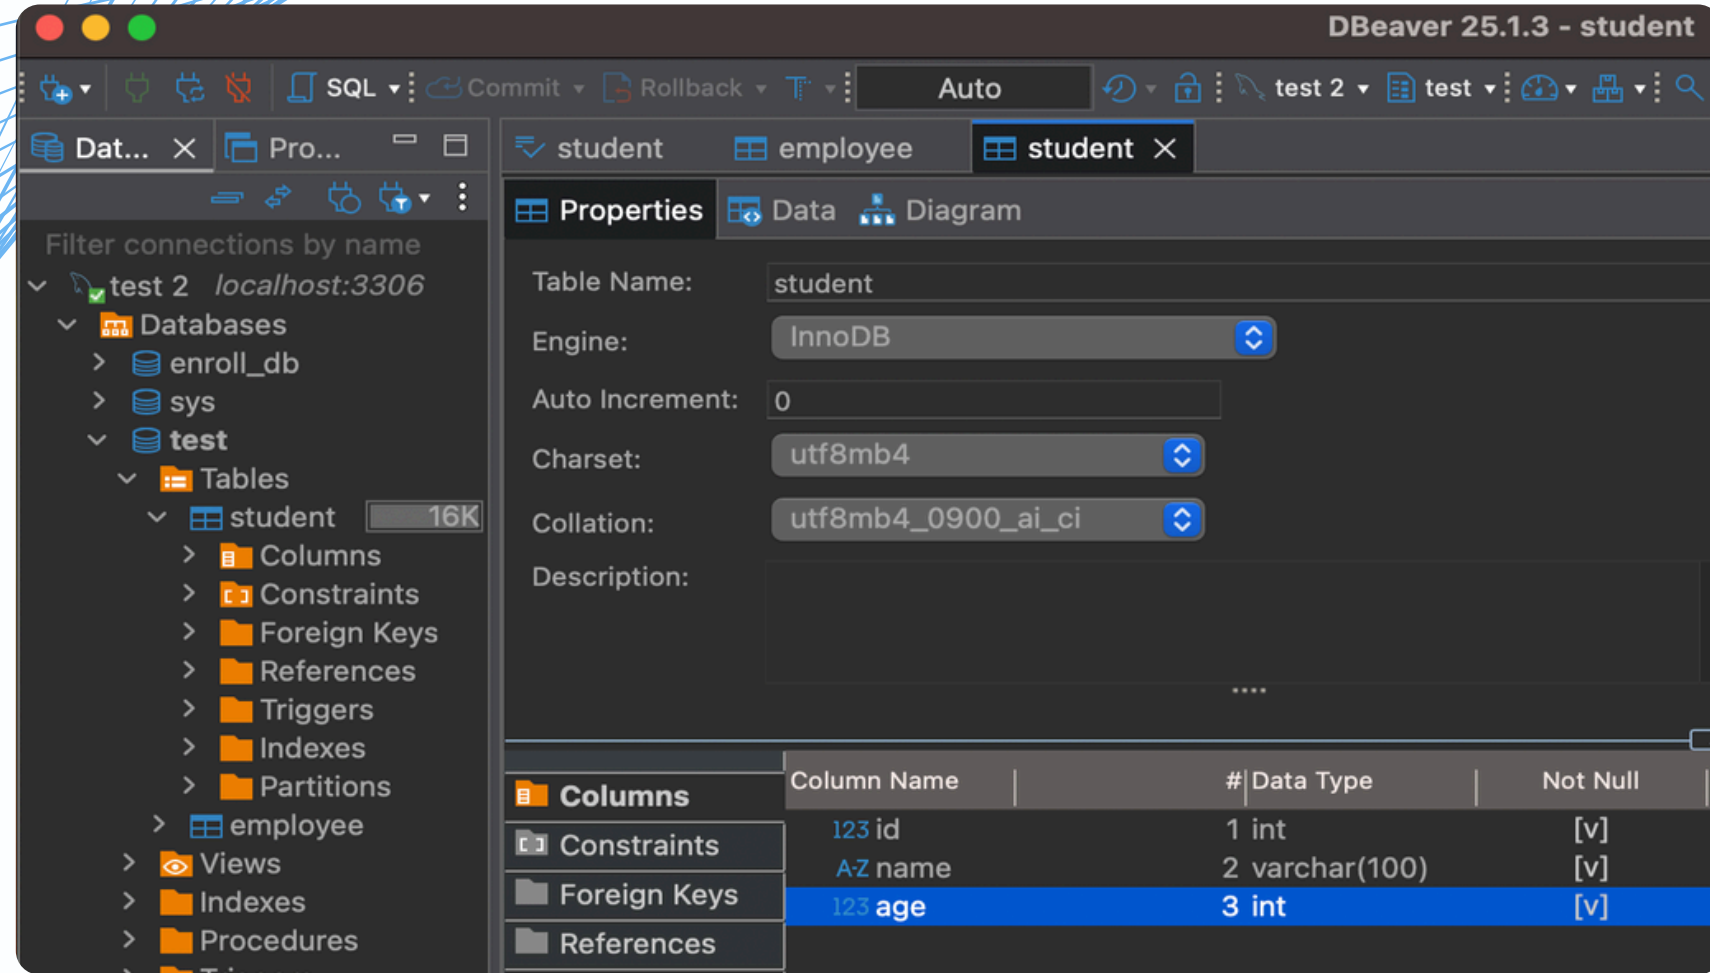 DBeaver 25.1.3 - student
SQL Commit Rollback Auto test 2 test
Dat... Pro...
student employee student
Properties Data Diagram
Filter connections by name
test 2 localhost:3306
Databases
enroll_db
sys
test
Tables
student 16K
Columns
Constraints
Foreign Keys
References
Triggers
Indexes
Partitions
employee
Views
Indexes
Procedures
Table Name: student
Engine: InnoDB
Auto Increment: 0
Charset: utf8mb4
Collation: utf8mb4_0900_ai_ci
Description:
Columns
Constraints
Foreign Keys
References
Column Name # Data Type Not Null
123 id 1 int [v]
A-Z name 2 varchar(100) [v]
123 age 3 int [v]